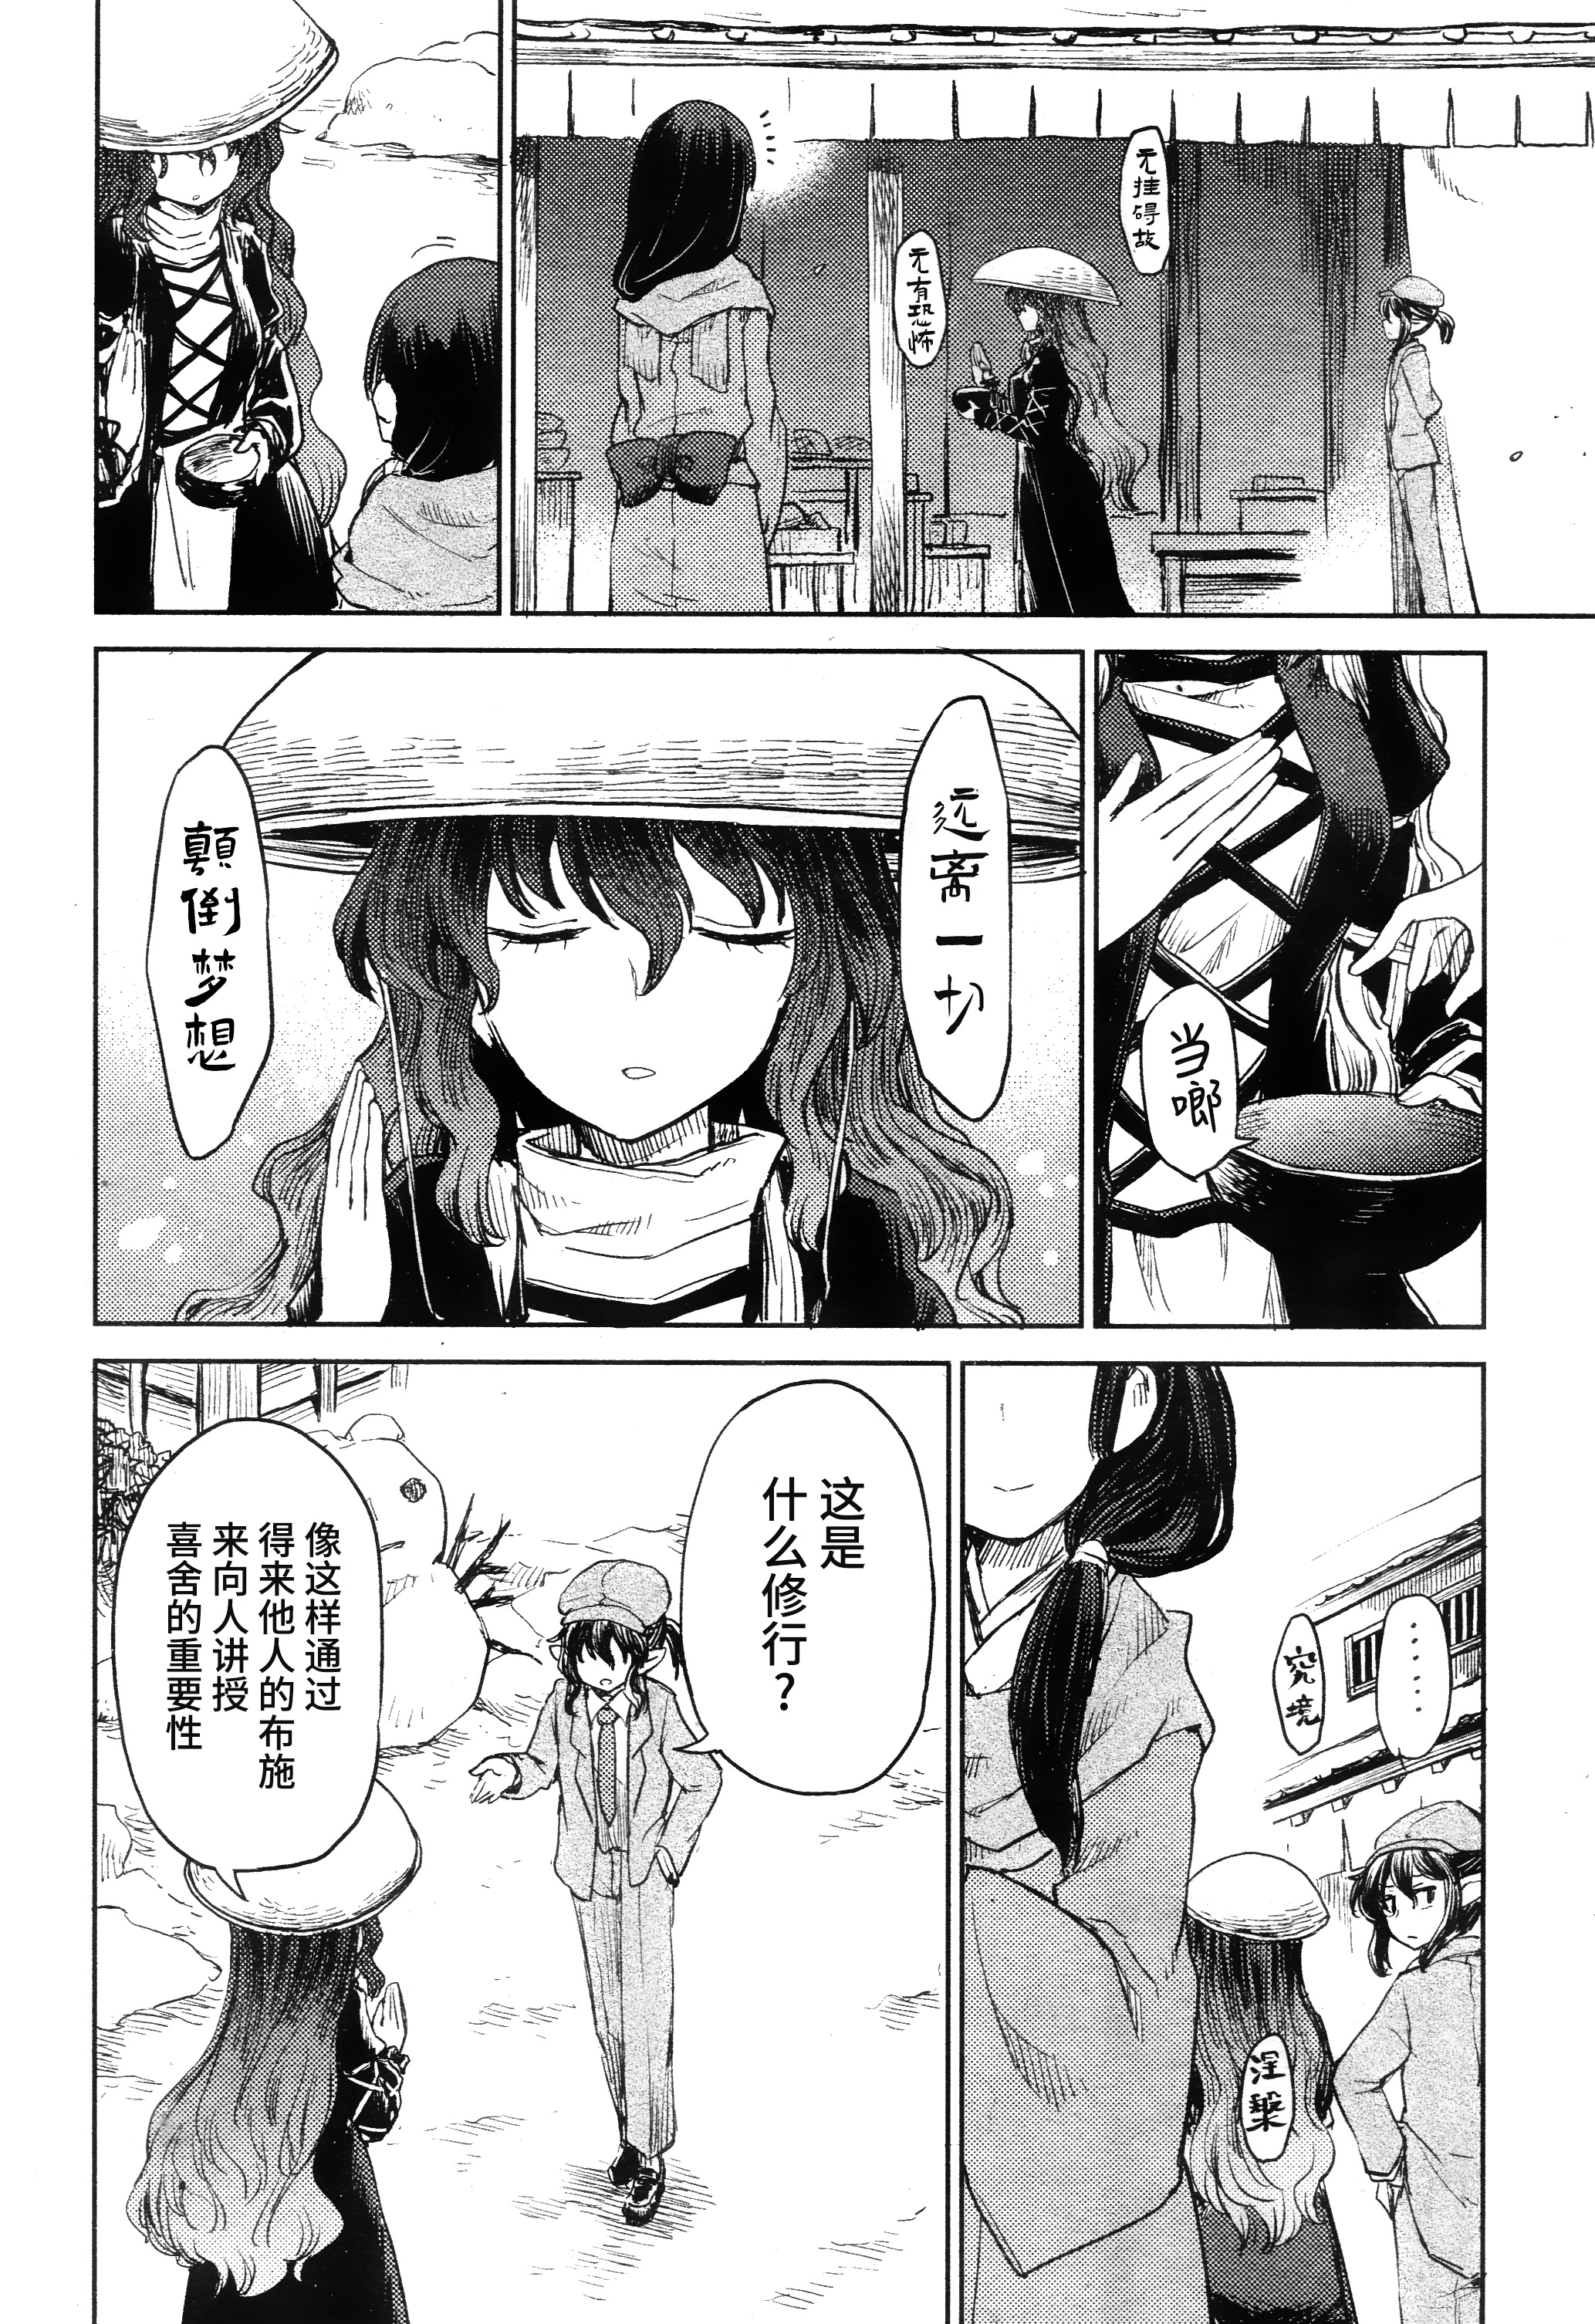 无挂碍故
无有恐怖
当啷
远离一切
颠倒梦想
……
究境
涅槃
这是
什么修行？
像这样通过
得来他人的布施
来向人讲授
喜舍的重要性